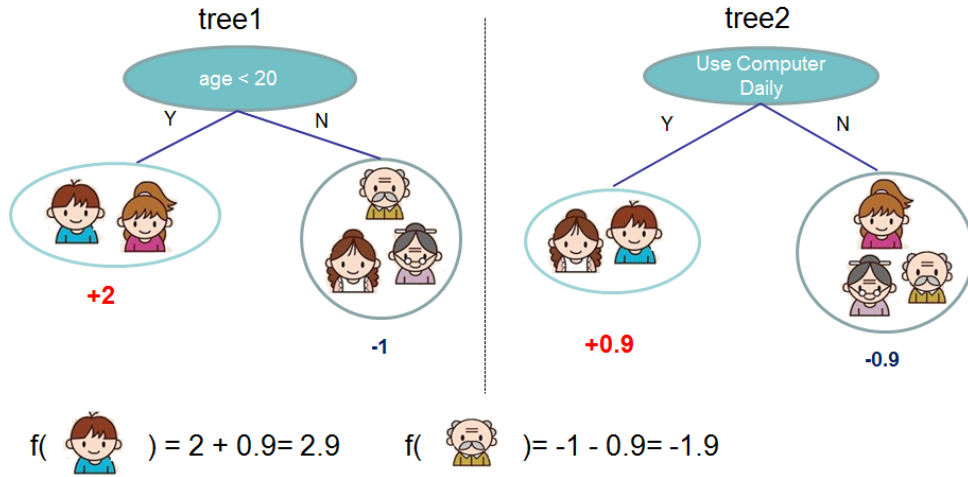 tree1
tree2
age < 20
Use Computer
Daily
Y
N
Y
N
+2
-1
+0.9
-0.9
f( ) = 2 + 0.9= 2.9
f( )= -1 - 0.9= -1.9